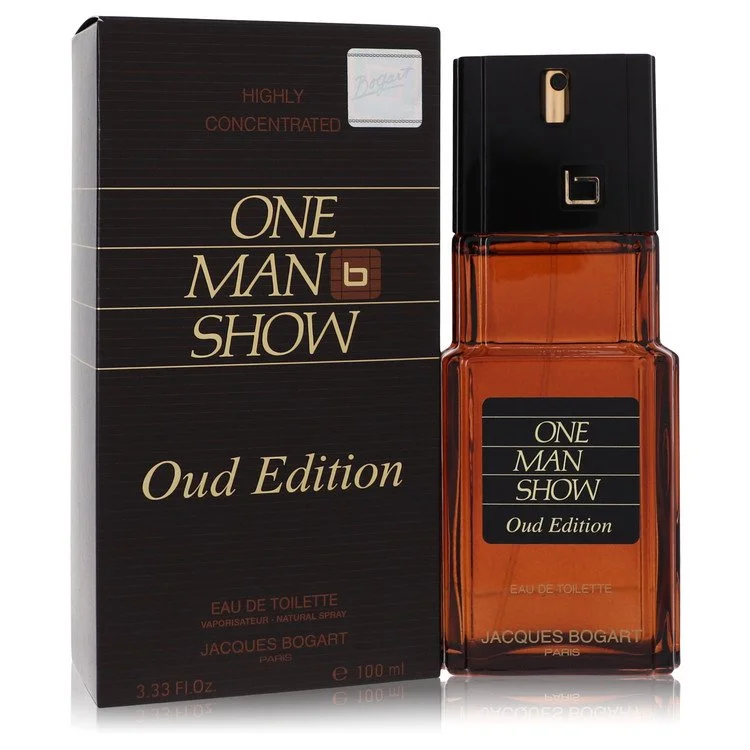 Bogart
HIGHLY
CONCENTRATED
ONE
MAN b
SHOW
Oud Edition
EAU DE TOILETTE
VAPORISATEUR - NATURAL SPRAY
JACQUES BOGART
PARIS
3.33 Fl.Oz. e 100 ml
b
ONE
MAN
SHOW
Oud Edition
EAU DE TOILETTE
JACQUES BOGART
PARIS